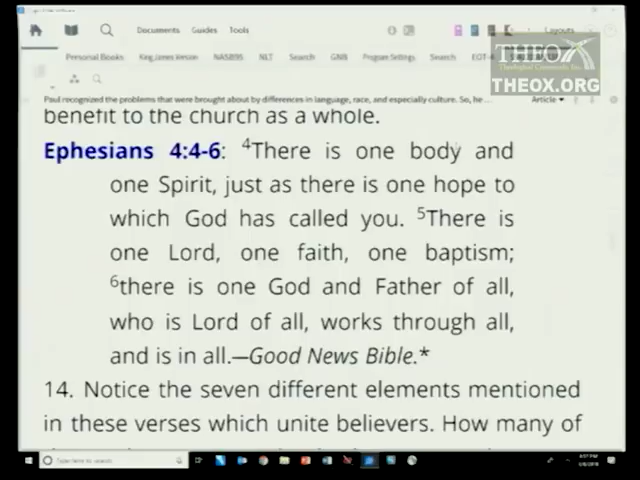 Documents Guides Tools Layouts
THEOX
THEOX.ORG
Personal Books King James Version NASB95 NLT Search GNB Program Settings Search
Paul recognized the problems that were brought about by differences in language, race, and especially culture. So, he ... Article
benefit to the church as a whole.
Ephesians 4:4-6: 4There is one body and
one Spirit, just as there is one hope to
which God has called you. 5There is
one Lord, one faith, one baptism;
6there is one God and Father of all,
who is Lord of all, works through all,
and is in all.—Good News Bible.*
14. Notice the seven different elements mentioned
in these verses which unite believers. How many of
Type here to search